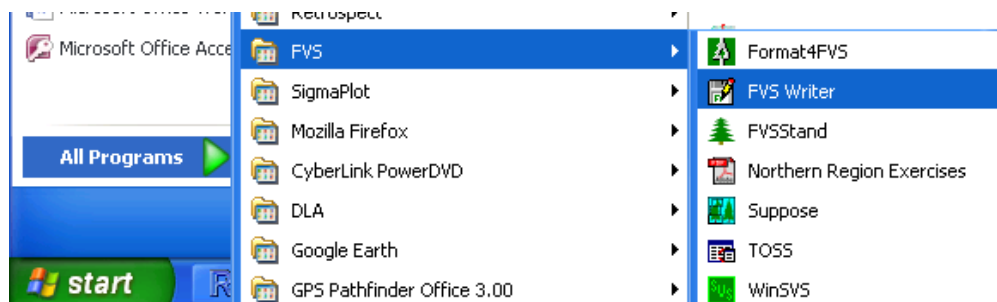 Microsoft Office Acce
All Programs
start
Retrospect
FVS
SigmaPlot
Mozilla Firefox
CyberLink PowerDVD
DLA
Google Earth
GPS Pathfinder Office 3.00
Format4FVS
FVS Writer
FVSStand
Northern Region Exercises
Suppose
TOSS
WinSVS